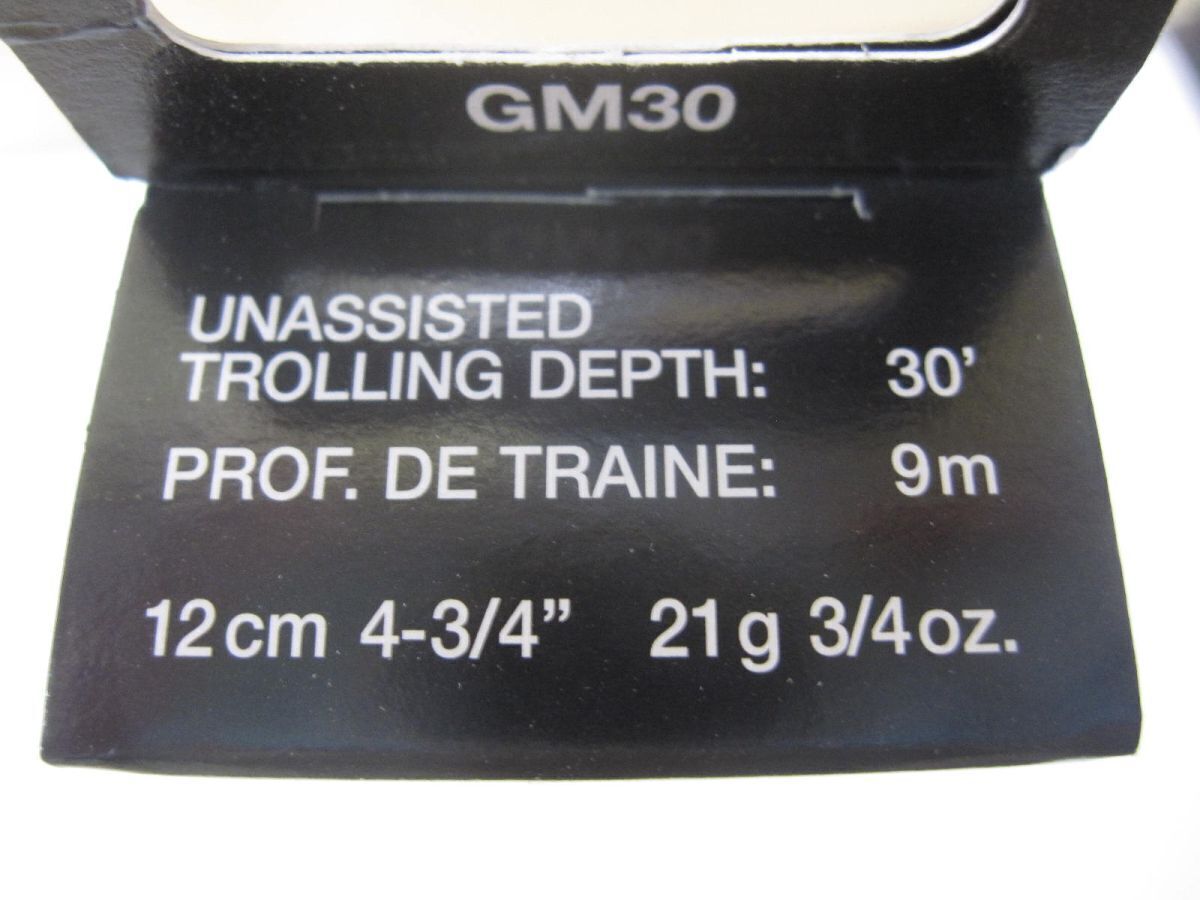 GM30
UNASSISTED
TROLLING DEPTH: 30’
PROF. DE TRAINE: 9m
12cm 4-3/4” 21g 3/4oz.